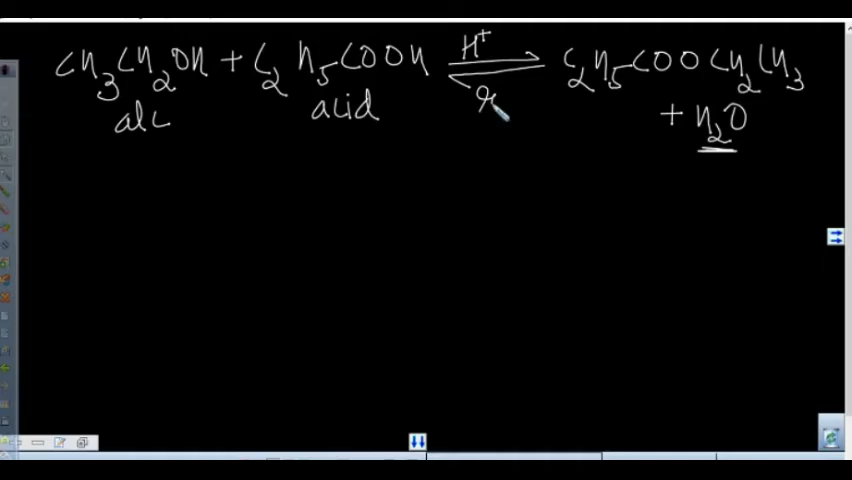 CH3CH2OH + C2H5COOH ⇌ C2H5COOCH2CH3
H+
alc acid + H2O